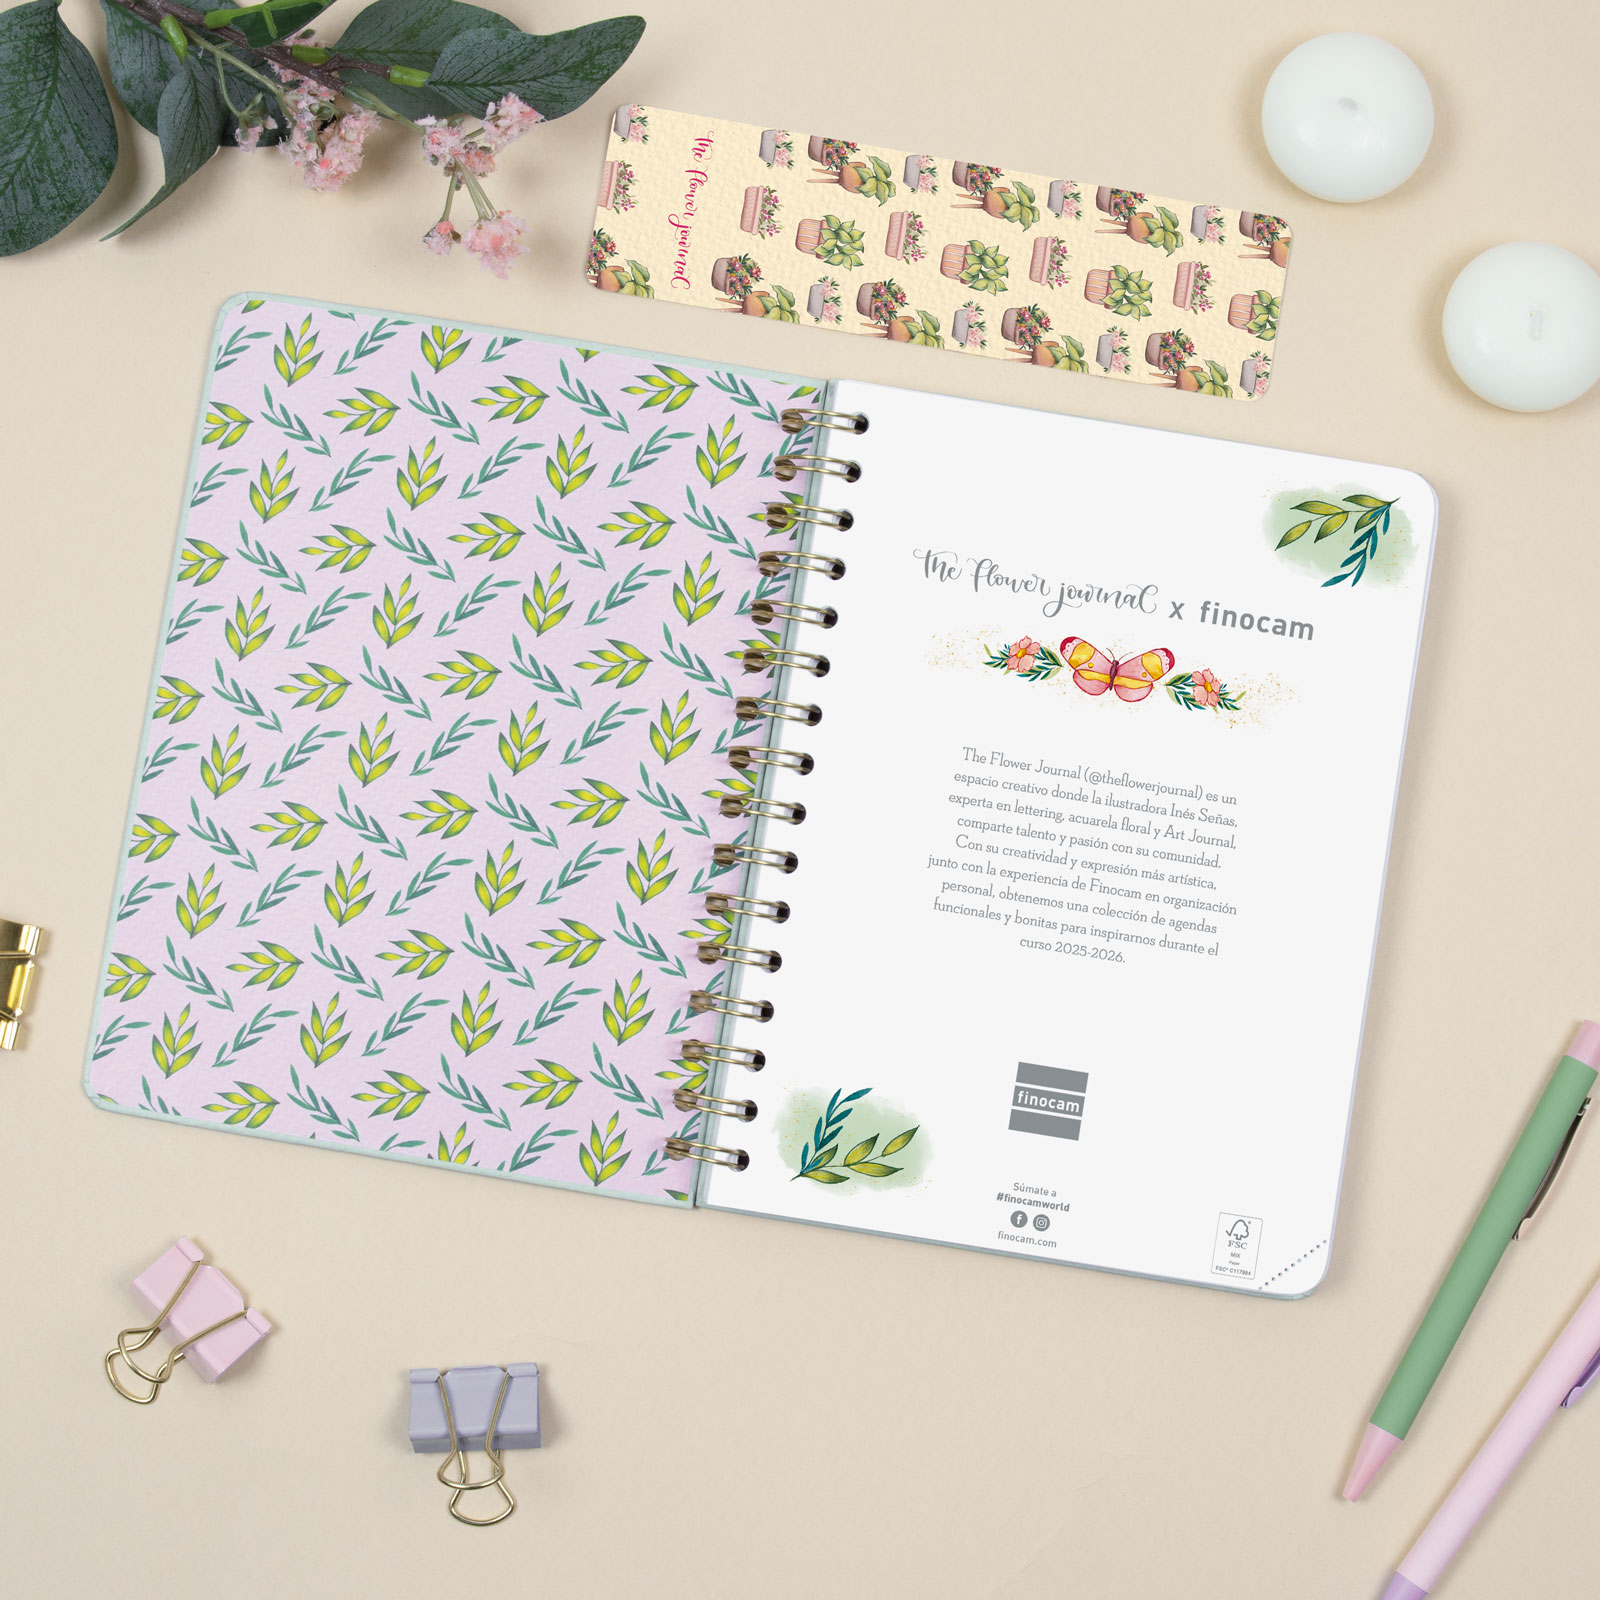 the flower journal
the flower journal x finocam
The Flower Journal (@theflowerjournal) es un
espacio creativo donde la ilustradora Inés Señas,
experta en lettering, acuarela floral y Art Journal,
comparte talento y pasión con su comunidad.
Con su creatividad y expresión más artística,
junto con la experiencia de Finocam en organización
personal, obtenemos una colección de agendas
funcionales y bonitas para inspirarnos durante el
curso 2025-2026.
finocam
Súmate a
#finocamworld
finocam.com
FSC
MIX
Paper
FSC® C117984